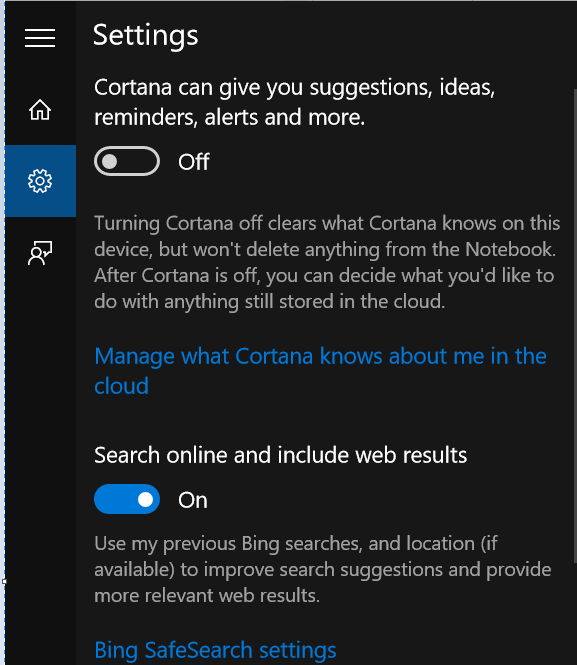 Settings
Cortana can give you suggestions, ideas,
reminders, alerts and more.
Off
Turning Cortana off clears what Cortana knows on this
device, but won't delete anything from the Notebook.
After Cortana is off, you can decide what you'd like to
do with anything still stored in the cloud.
Manage what Cortana knows about me in the
cloud
Search online and include web results
On
Use my previous Bing searches, and location (if
available) to improve search suggestions and provide
more relevant web results.
Bing SafeSearch settings